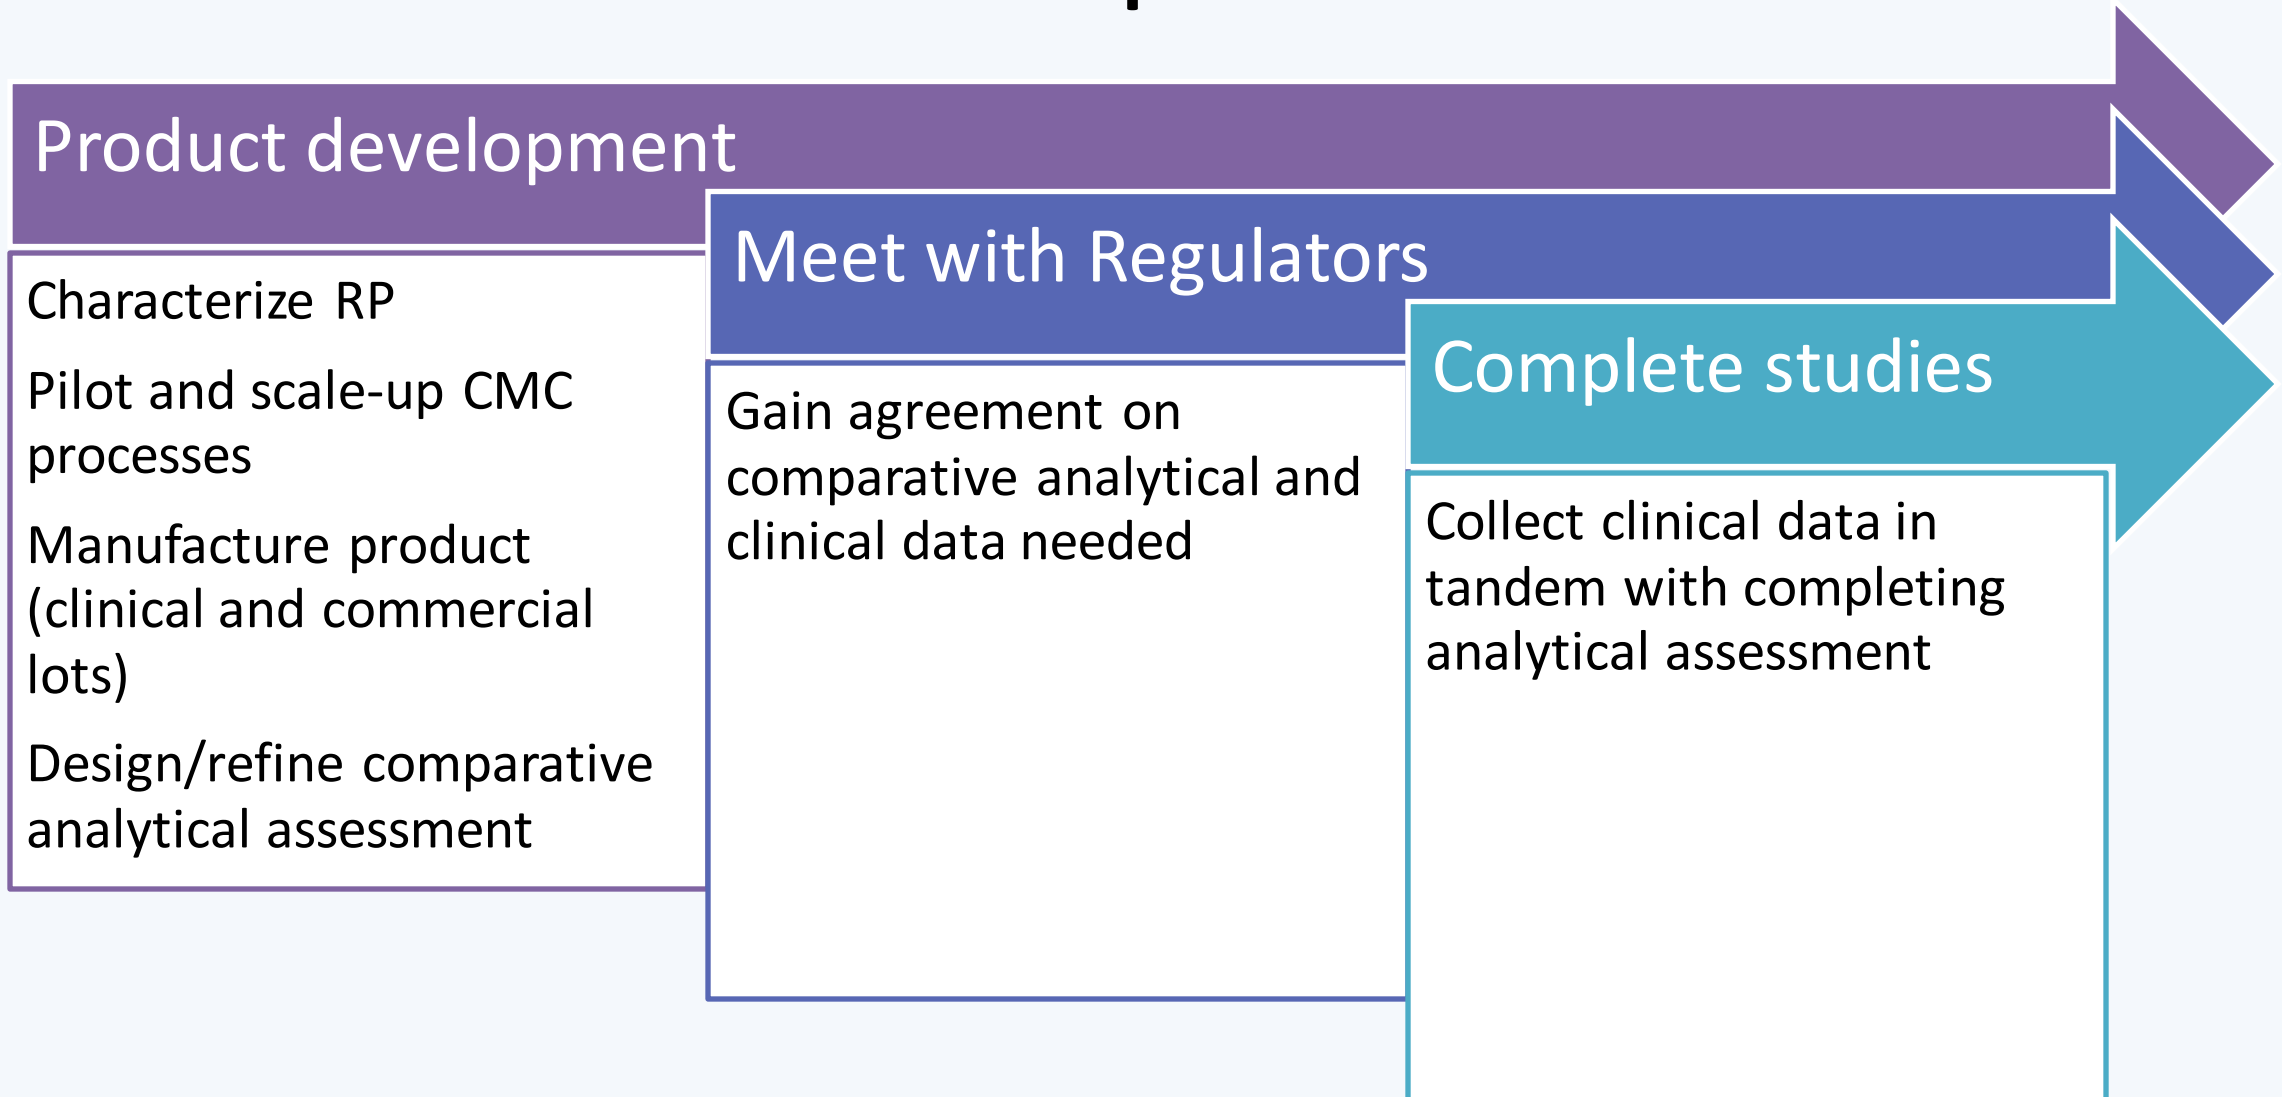 Product development
Characterize RP
Pilot and scale-up CMC
processes
Manufacture product
(clinical and commercial
lots)
Design/refine comparative
analytical assessment
Meet with Regulators
Gain agreement on
comparative analytical and
clinical data needed
Complete studies
Collect clinical data in
tandem with completing
analytical assessment